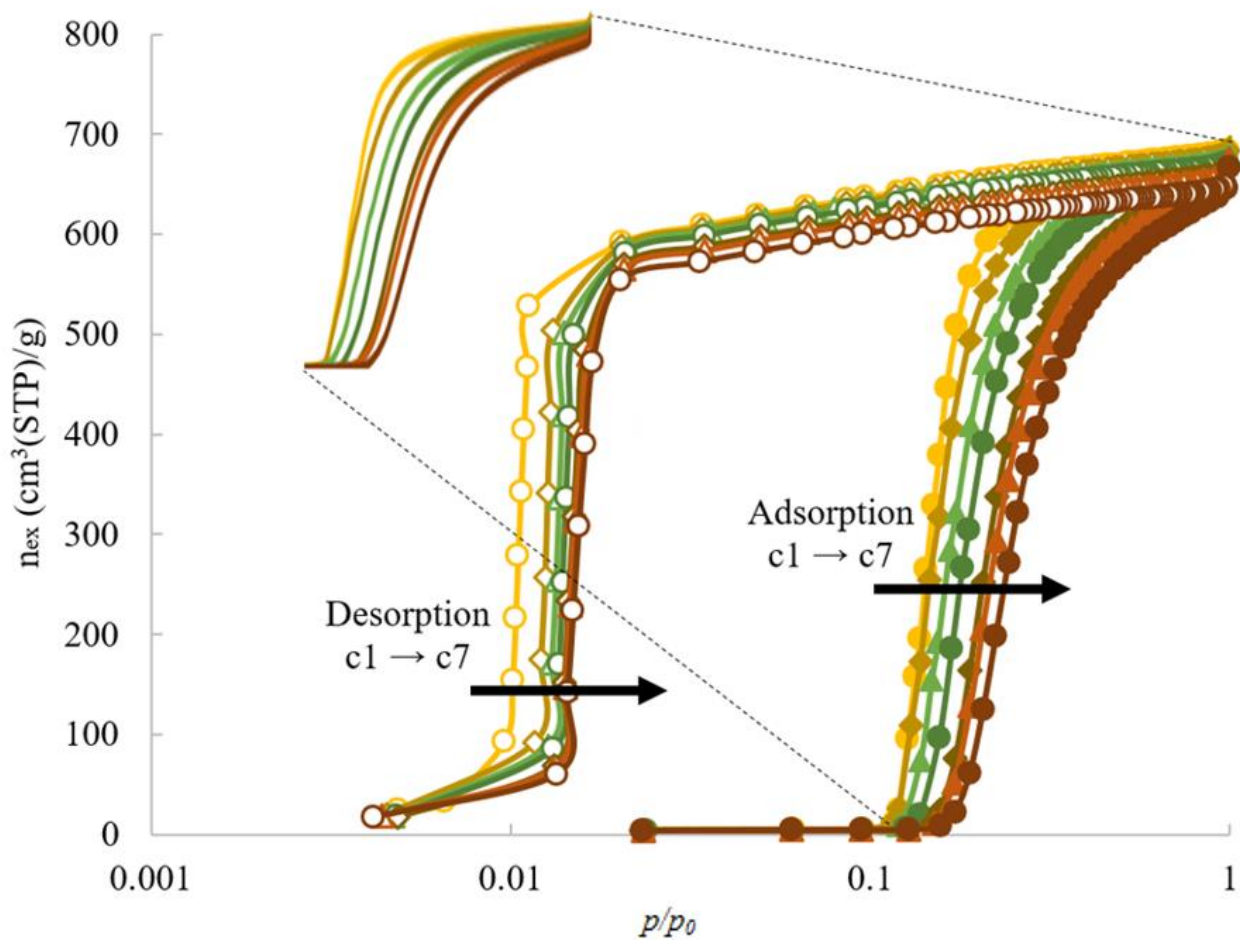 800
700
600
500
400
300
200
100
0
nex (cm³(STP)/g)
Adsorption
c1 → c7
Desorption
c1 → c7
0.001
0.01
0.1
1
p/p0